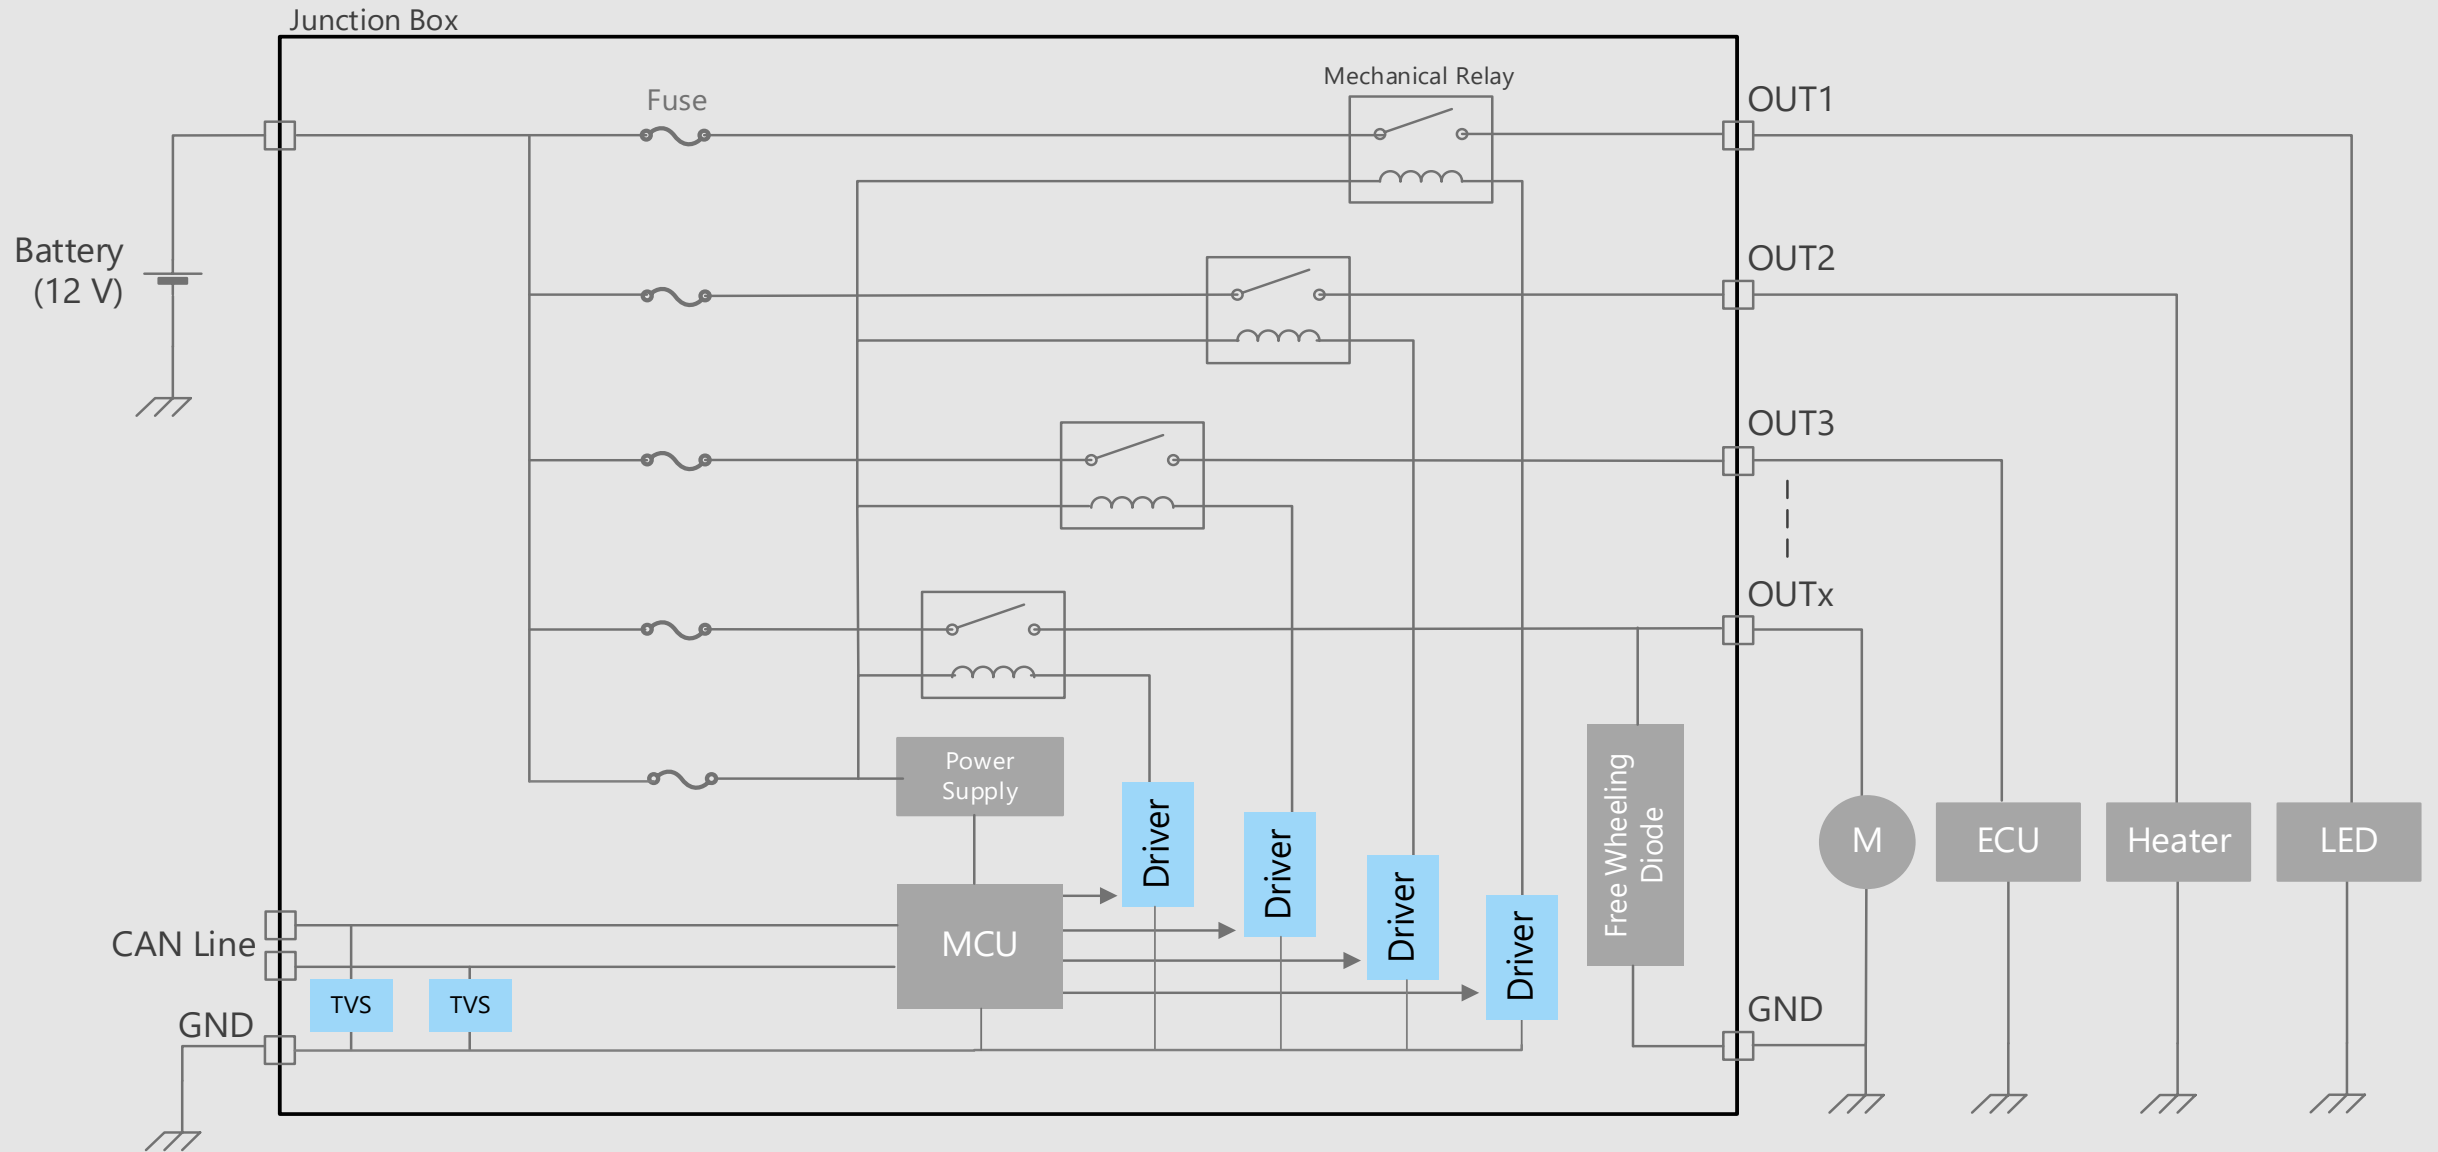 Junction Box
Mechanical Relay
Fuse
OUT1
Battery
(12 V)
OUT2
OUT3
OUTx
Power
Supply
Driver
Driver
Driver
Driver
Free Wheeling
Diode
M
ECU
Heater
LED
CAN Line
MCU
TVS
TVS
GND
GND